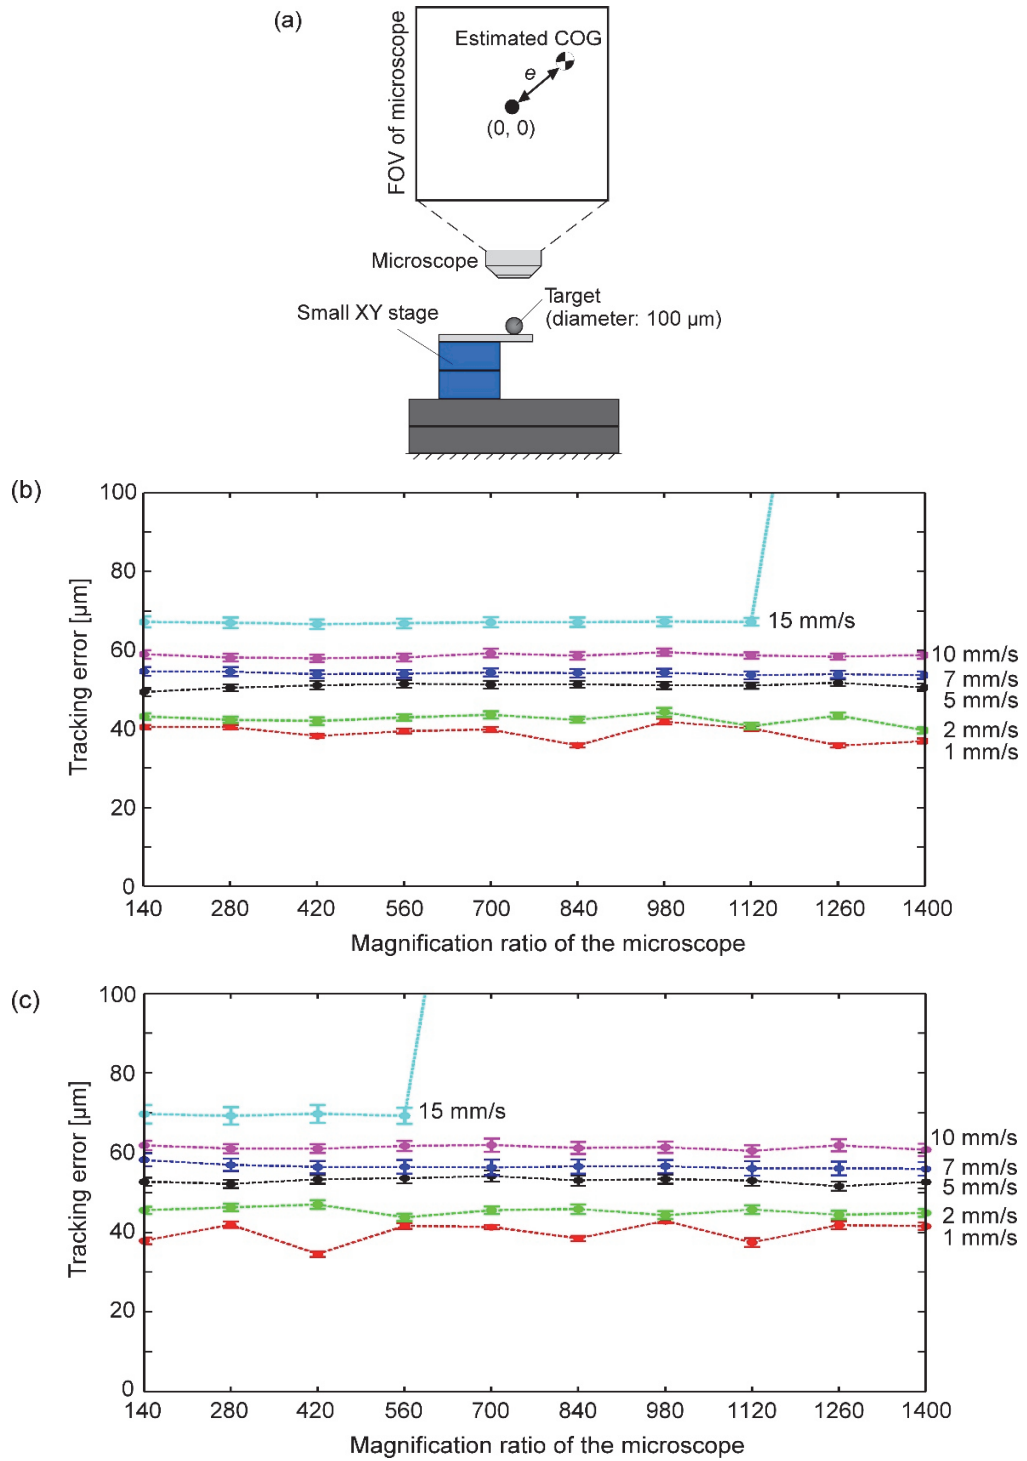 (a)
FOV of microscope
Estimated COG
e
(0, 0)
Microscope
Small XY stage
Target
(diameter: 100 µm)
(b)
Tracking error [µm]
100
80
60
40
20
0
15 mm/s
10 mm/s
7 mm/s
5 mm/s
2 mm/s
1 mm/s
140 280 420 560 700 840 980 1120 1260 1400
Magnification ratio of the microscope
(c)
Tracking error [µm]
100
80
60
40
20
0
15 mm/s
10 mm/s
7 mm/s
5 mm/s
2 mm/s
1 mm/s
140 280 420 560 700 840 980 1120 1260 1400
Magnification ratio of the microscope